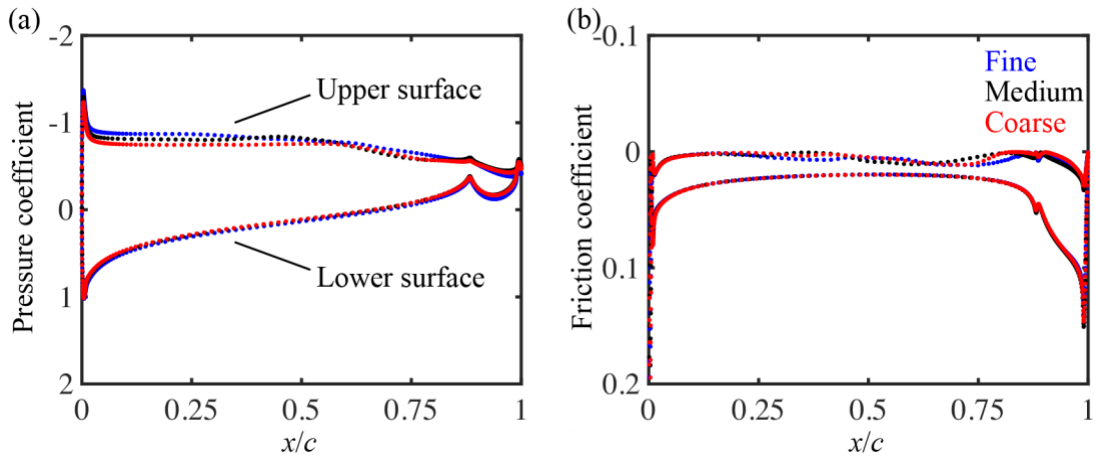 (a)
Pressure coefficient
-2
-1
0
1
2
Upper surface
Lower surface
0
0.25
0.5
0.75
1
x/c
(b)
Friction coefficient
-0.1
0
0.1
0.2
Fine
Medium
Coarse
0
0.25
0.5
0.75
1
x/c